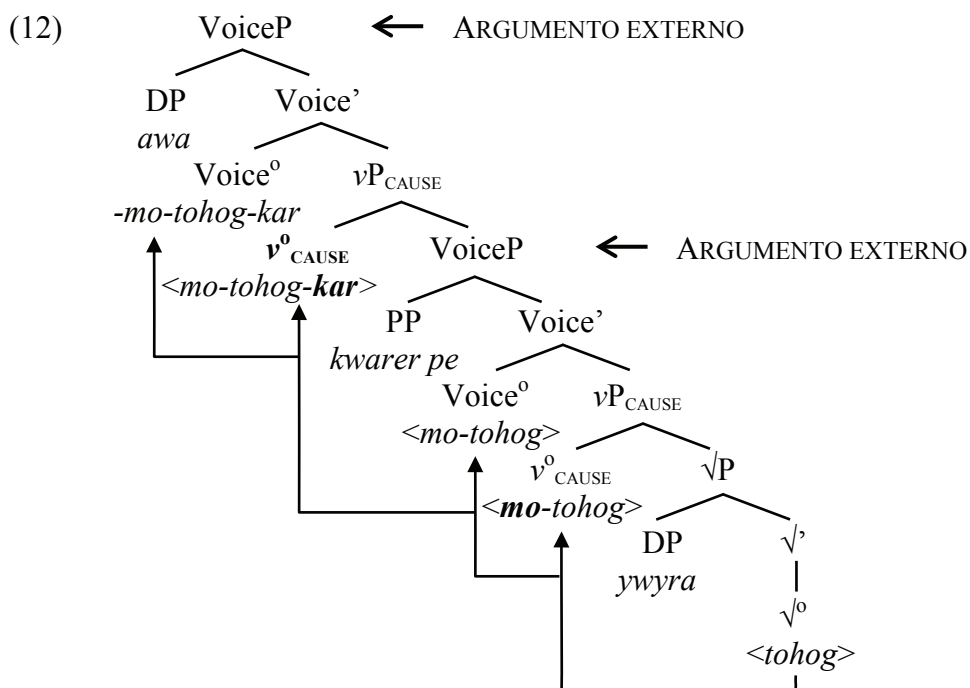 (12) VoiceP ← ARGUMENTO EXTERNO
DP Voice’
awa
Voiceº vP_CAUSE
-mo-tohog-kar
vº_CAUSE VoiceP ← ARGUMENTO EXTERNO
<mo-tohog-kar>
PP Voice’
kwarer pe
Voiceº vP_CAUSE
<mo-tohog>
vº_CAUSE √P
<mo-tohog>
DP √’
ywyra
√º
<tohog>